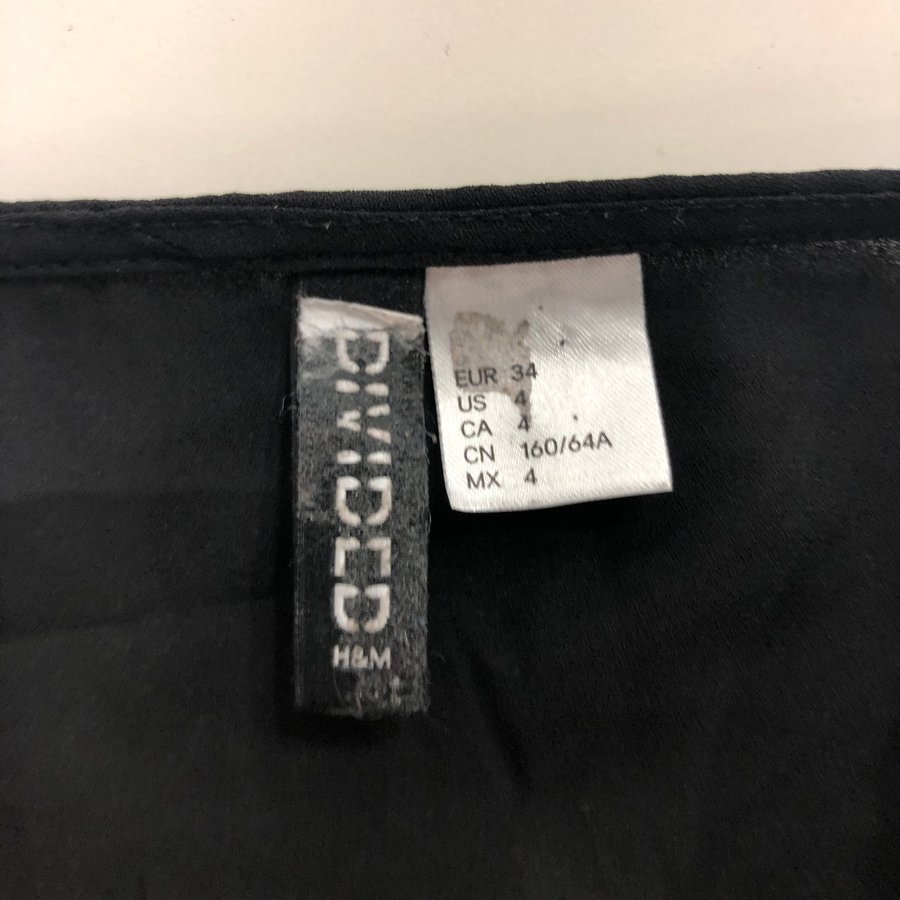 DIVIDED
H&M
EUR 34
US 4
CA 4
CN 160/64A
MX 4